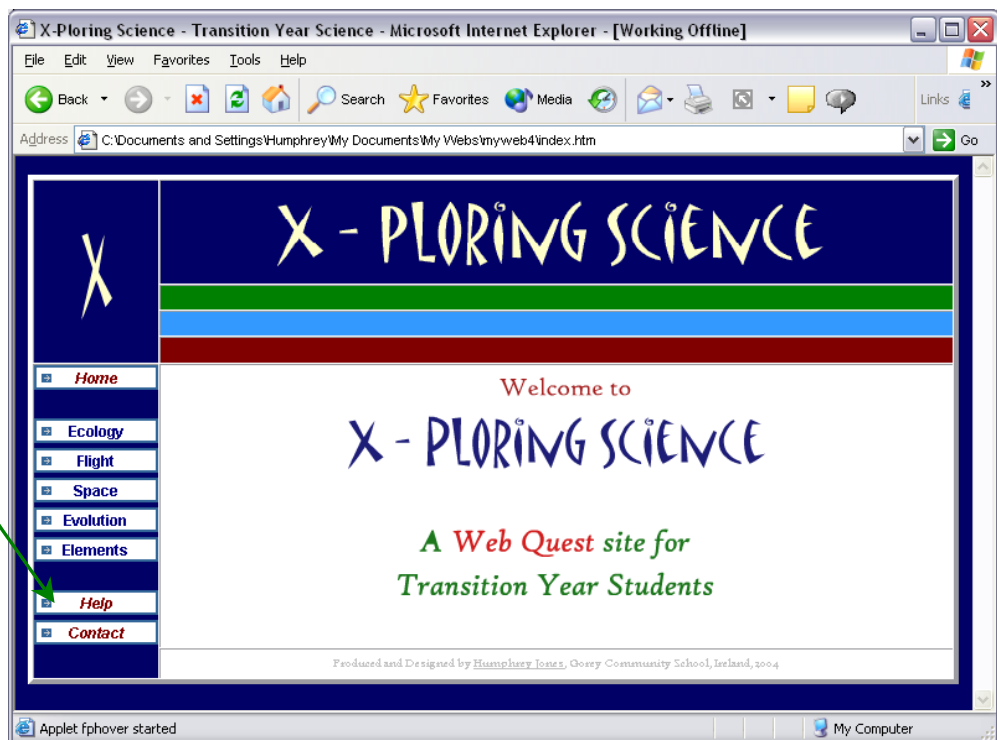 X-Ploring Science - Transition Year Science - Microsoft Internet Explorer - [Working Offline]
File Edit View Favorites Tools Help
Back Search Favorites Media Links
Address C:\Documents and Settings\Humphrey\My Documents\My Webs\myweb4\index.htm Go
X
X - PLORING SCIENCE
Home
Ecology
Flight
Space
Evolution
Elements
Help
Contact
Welcome to
X - PLORING SCIENCE
A Web Quest site for
Transition Year Students
Produced and Designed by Humphrey Jones, Gorey Community School, Ireland, 2004
Applet fphover started My Computer